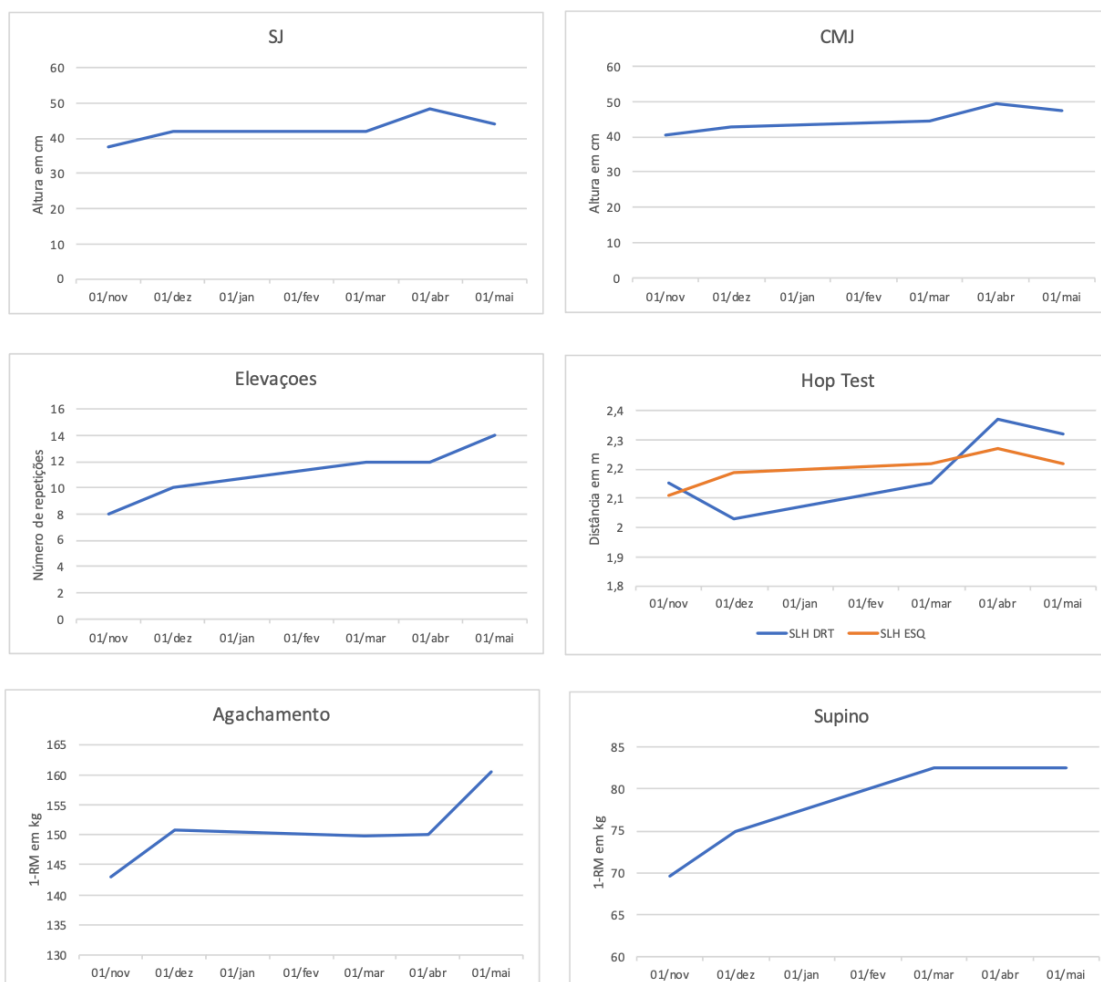 SJ
Altura em cm
60
50
40
30
20
10
0
01/nov 01/dez 01/jan 01/fev 01/mar 01/abr 01/mai
CMJ
Altura em cm
60
50
40
30
20
10
0
01/nov 01/dez 01/jan 01/fev 01/mar 01/abr 01/mai
Elevaçoes
Número de repetições
16
14
12
10
8
6
4
2
0
01/nov 01/dez 01/jan 01/fev 01/mar 01/abr 01/mai
Hop Test
Distância em m
2,4
2,3
2,2
2,1
2
1,9
1,8
01/nov 01/dez 01/jan 01/fev 01/mar 01/abr 01/mai
SLH DRT SLH ESQ
Agachamento
1-RM em kg
165
160
155
150
145
140
135
130
01/nov 01/dez 01/jan 01/fev 01/mar 01/abr 01/mai
Supino
1-RM em kg
85
80
75
70
65
60
01/nov 01/dez 01/jan 01/fev 01/mar 01/abr 01/mai